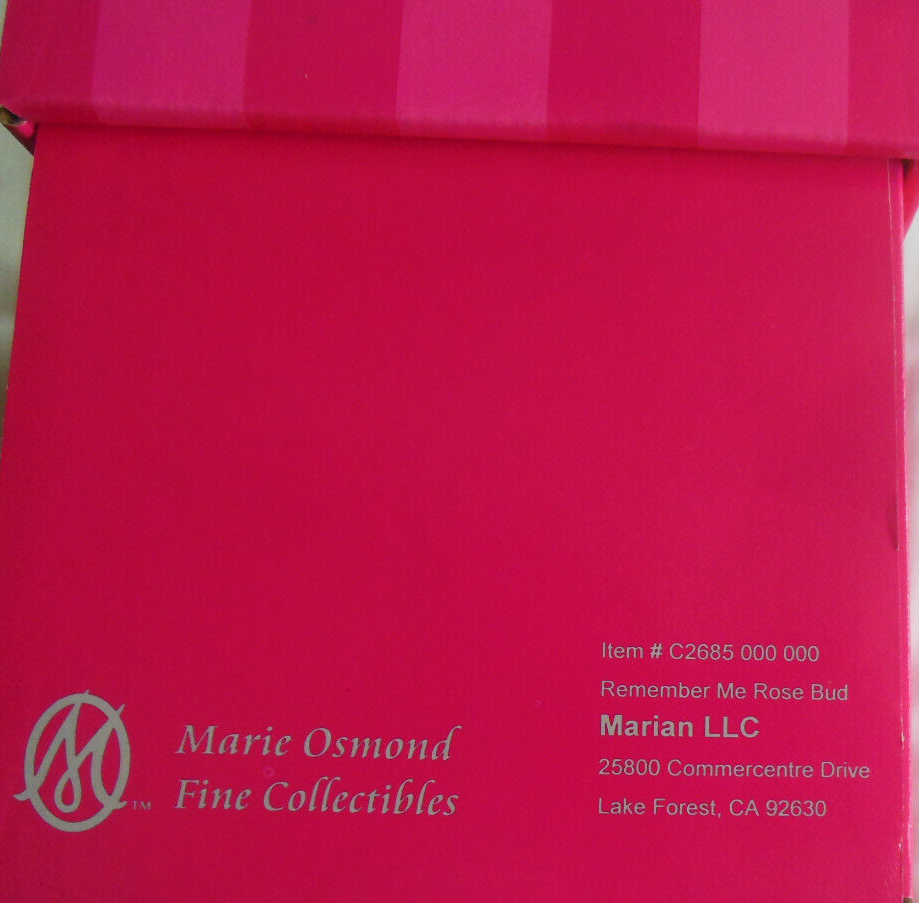 Item # C2685 000 000
Remember Me Rose Bud
Marian LLC
25800 Commercentre Drive
Lake Forest, CA 92630
Marie Osmond
Fine Collectibles
TM